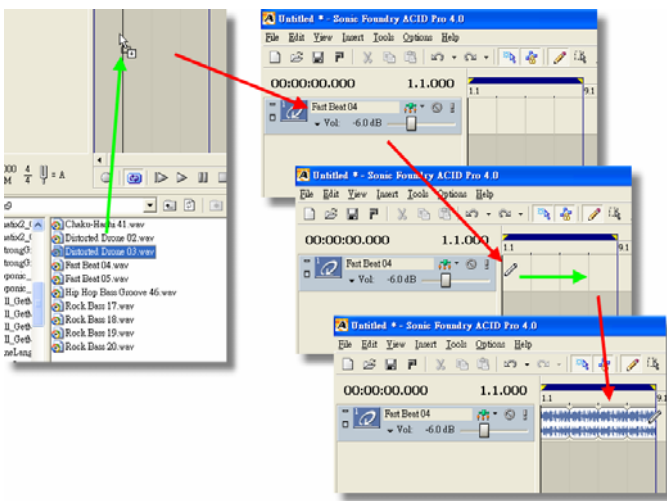 Untitled * - Sonic Foundry ACID Pro 4.0
File Edit View Insert Tools Options Help
00:00:00.000 1.1.000
1.1 9.1
1 Fast Beat 04
Vol: -6.0 dB
Untitled * - Sonic Foundry ACID Pro 4.0
File Edit View Insert Tools Options Help
00:00:00.000 1.1.000
1.1 9.1
1 Fast Beat 04
Vol: -6.0 dB
Untitled * - Sonic Foundry ACID Pro 4.0
File Edit View Insert Tools Options Help
00:00:00.000 1.1.000
1.1 9.1
1 Fast Beat 04
Vol: -6.0 dB
000 4 4 = A
Chaku-Hachi 41.wav
Distorted Drone 02.wav
Distorted Drone 03.wav
Fast Beat 04.wav
Fast Beat 05.wav
Hip Hop Bass Groove 46.wav
Rock Bass 17.wav
Rock Bass 18.wav
Rock Bass 19.wav
Rock Bass 20.wav